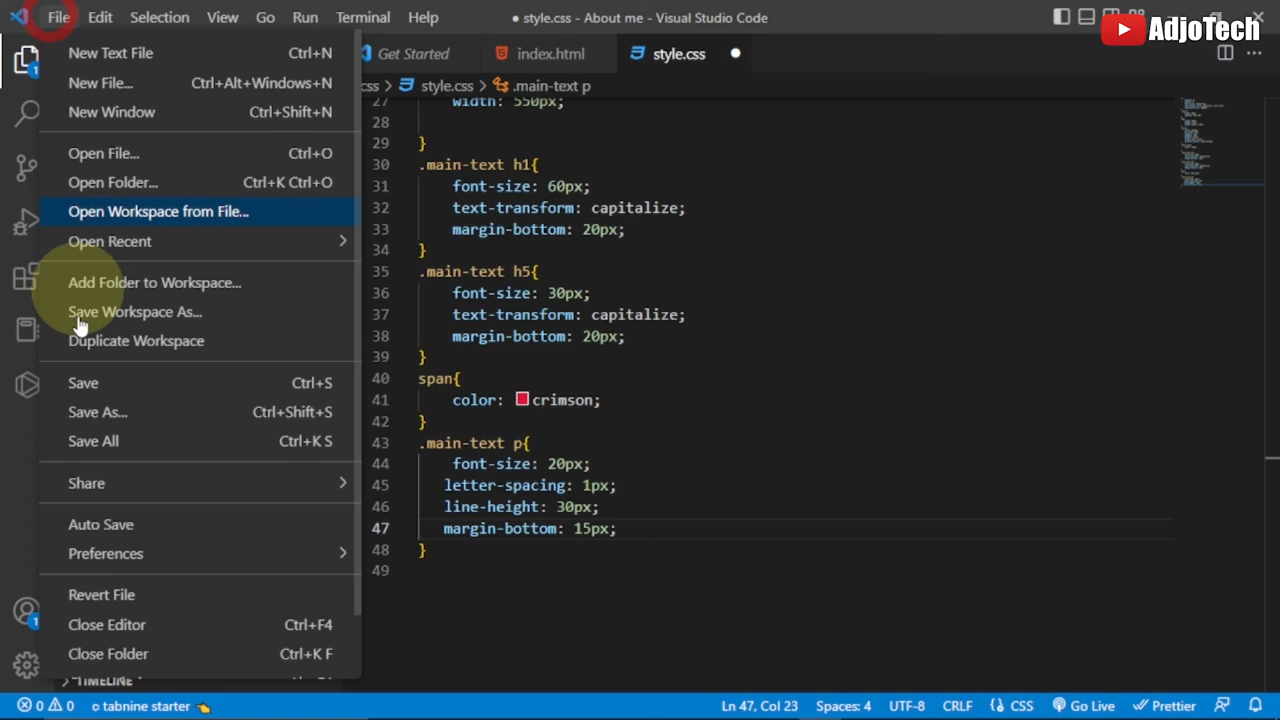 File Edit Selection View Go Run Terminal Help
● style.css - About me - Visual Studio Code
AdjoTech
New Text File Ctrl+N
New File... Ctrl+Alt+Windows+N
New Window Ctrl+Shift+N
Open File... Ctrl+O
Open Folder... Ctrl+K Ctrl+O
Open Workspace from File...
Open Recent
Add Folder to Workspace...
Save Workspace As...
Duplicate Workspace
Save Ctrl+S
Save As... Ctrl+Shift+S
Save All Ctrl+K S
Share
Auto Save
Preferences
Revert File
Close Editor Ctrl+F4
Close Folder Ctrl+K F
TIMELINE
1
1
Get Started index.html style.css
css style.css .main-text p
27 width: 550px;
28
29 }
30 .main-text h1{
31 font-size: 60px;
32 text-transform: capitalize;
33 margin-bottom: 20px;
34 }
35 .main-text h5{
36 font-size: 30px;
37 text-transform: capitalize;
38 margin-bottom: 20px;
39 }
40 span{
41 color: crimson;
42 }
43 .main-text p{
44 font-size: 20px;
45 letter-spacing: 1px;
46 line-height: 30px;
47 margin-bottom: 15px;
48 }
49
0 0 tabnine starter Ln 47, Col 23 Spaces: 4 UTF-8 CRLF CSS Go Live Prettier